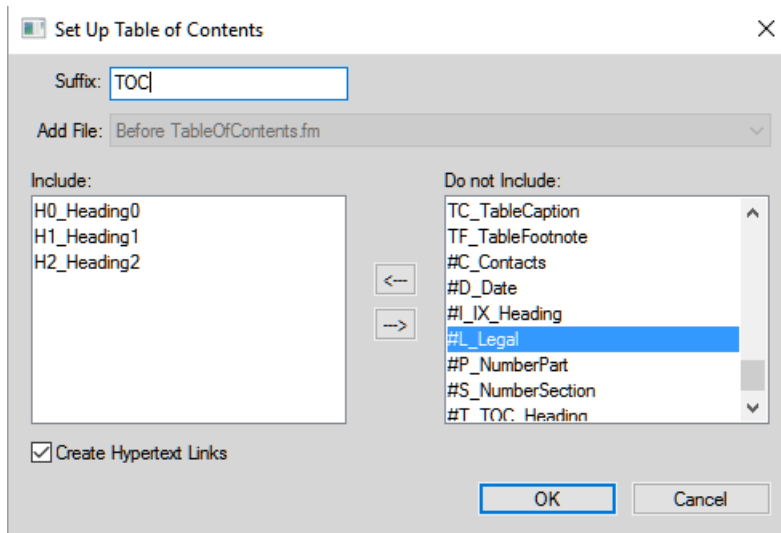 Set Up Table of Contents
Suffix: TOC
Add File: Before TableOfContents.fm
Include:
H0_Heading0
H1_Heading1
H2_Heading2
<---
--->
Do not Include:
TC_TableCaption
TF_TableFootnote
#C_Contacts
#D_Date
#I_IX_Heading
#L_Legal
#P_NumberPart
#S_NumberSection
#T_TOC_Heading
Create Hypertext Links
OK
Cancel